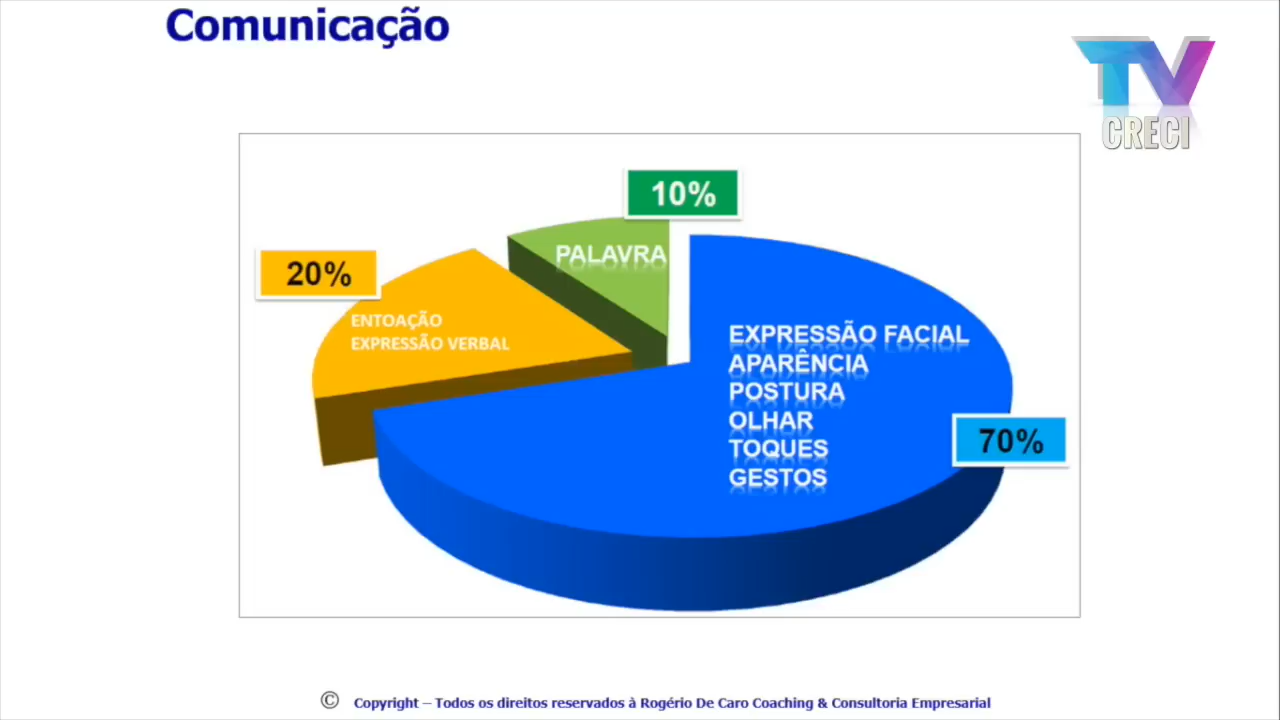 Comunicação
TV
CRECI
10%
PALAVRA
20%
ENTOAÇÃO
EXPRESSÃO VERBAL
EXPRESSÃO FACIAL
APARÊNCIA
POSTURA
OLHAR
TOQUES
GESTOS
70%
© Copyright – Todos os direitos reservados à Rogério De Caro Coaching & Consultoria Empresarial